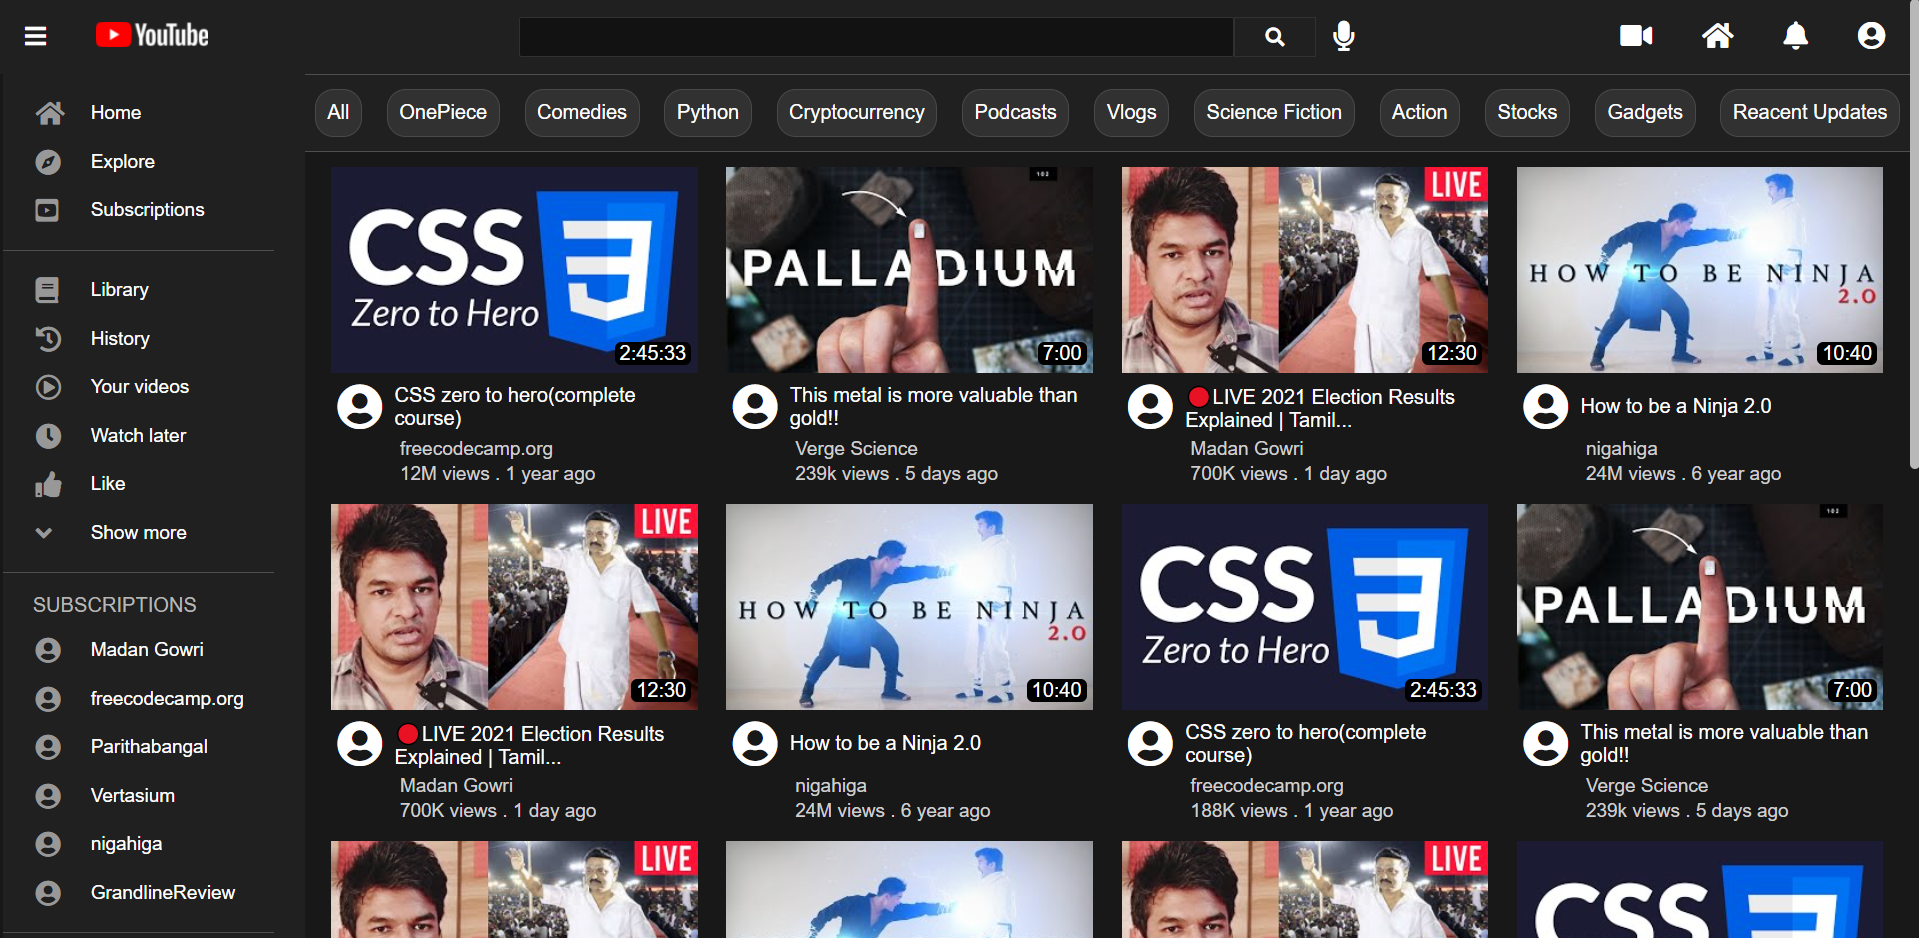 YouTube
Home
Explore
Subscriptions
Library
History
Your videos
Watch later
Like
Show more
SUBSCRIPTIONS
Madan Gowri
freecodecamp.org
Parithabangal
Vertasium
nigahiga
GrandlineReview
All
OnePiece
Comedies
Python
Cryptocurrency
Podcasts
Vlogs
Science Fiction
Action
Stocks
Gadgets
Reacent Updates
CSS
Zero to Hero
2:45:33
CSS zero to hero(complete
course)
freecodecamp.org
12M views . 1 year ago
102
PALLADIUM
7:00
This metal is more valuable than
gold!!
Verge Science
239k views . 5 days ago
LIVE
12:30
LIVE 2021 Election Results
Explained | Tamil...
Madan Gowri
700K views . 1 day ago
HOW TO BE NINJA
2.0
10:40
How to be a Ninja 2.0
nigahiga
24M views . 6 year ago
LIVE
12:30
LIVE 2021 Election Results
Explained | Tamil...
Madan Gowri
700K views . 1 day ago
HOW TO BE NINJA
2.0
10:40
How to be a Ninja 2.0
nigahiga
24M views . 6 year ago
CSS
Zero to Hero
2:45:33
CSS zero to hero(complete
course)
freecodecamp.org
188K views . 1 year ago
102
PALLADIUM
7:00
This metal is more valuable than
gold!!
Verge Science
239k views . 5 days ago
LIVE
LIVE
CSS